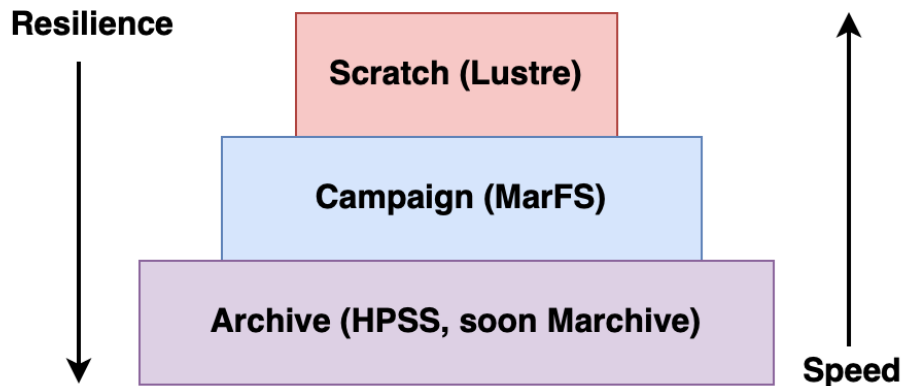 Resilience
Scratch (Lustre)
Campaign (MarFS)
Archive (HPSS, soon Marchive)
Speed